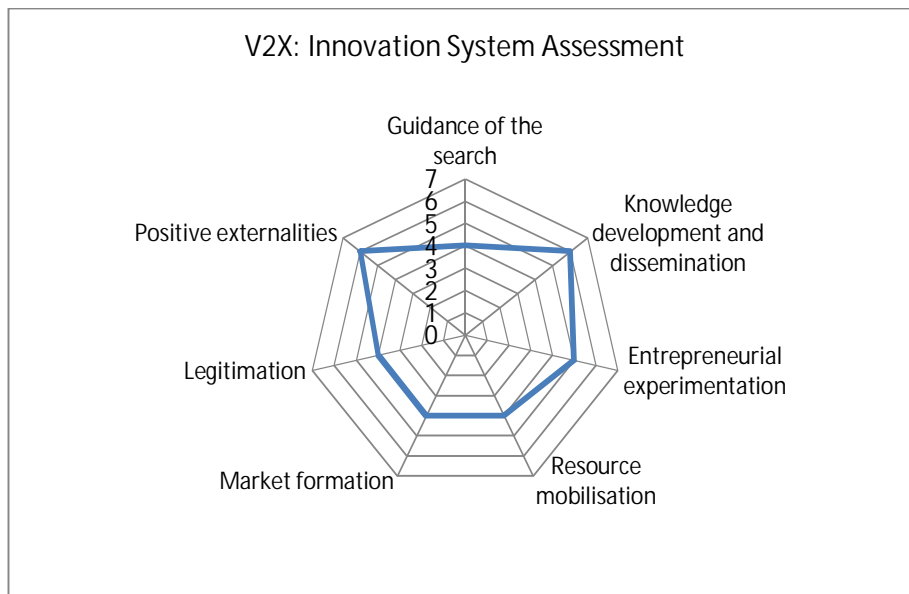 V2X: Innovation System Assessment
Guidance of the
search
7
6
5
4
3
2
1
0
Knowledge
development and
dissemination
Entrepreneurial
experimentation
Resource
mobilisation
Market formation
Legitimation
Positive externalities